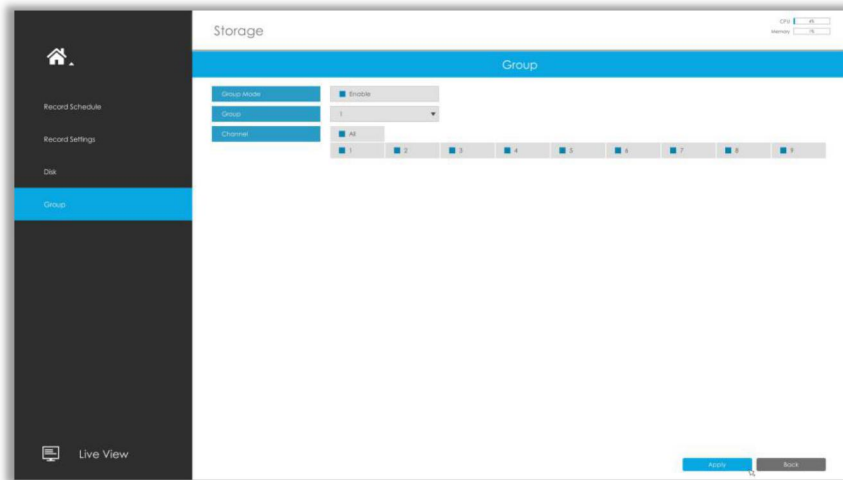 Storage
CPU
Memory
Group
Record Schedule
Record Settings
Disk
Group
Group Mode
Enable
Group
1
Channel
All
1 2 3 4 5 6 7 8 9
Live View
Apply
Back